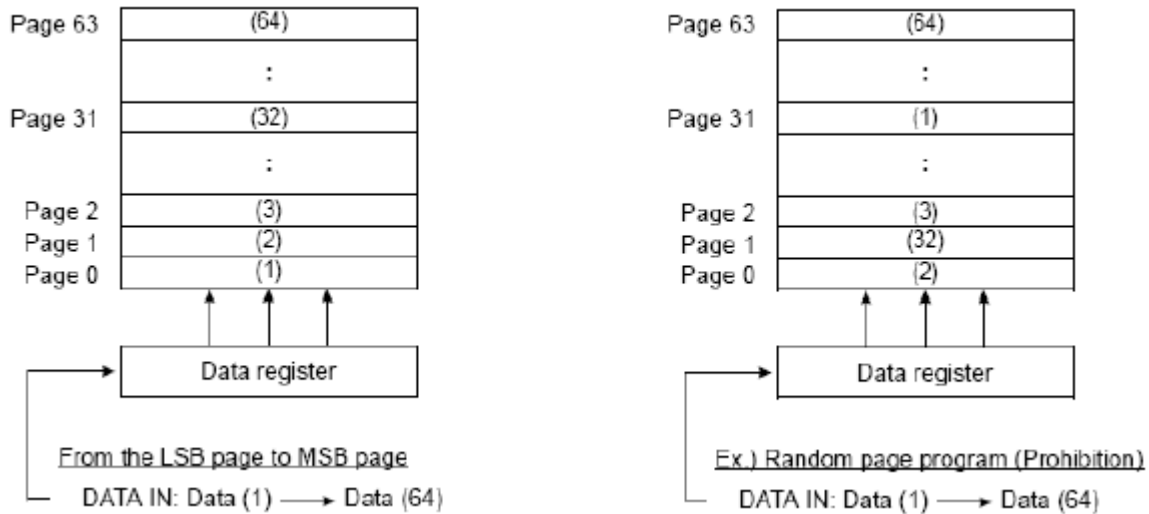 Page 63 (64)
:
Page 31 (32)
:
Page 2 (3)
Page 1 (2)
Page 0 (1)
Data register
From the LSB page to MSB page
DATA IN: Data (1) → Data (64)
Page 63 (64)
:
Page 31 (1)
:
Page 2 (3)
Page 1 (32)
Page 0 (2)
Data register
Ex.) Random page program (Prohibition)
DATA IN: Data (1) → Data (64)